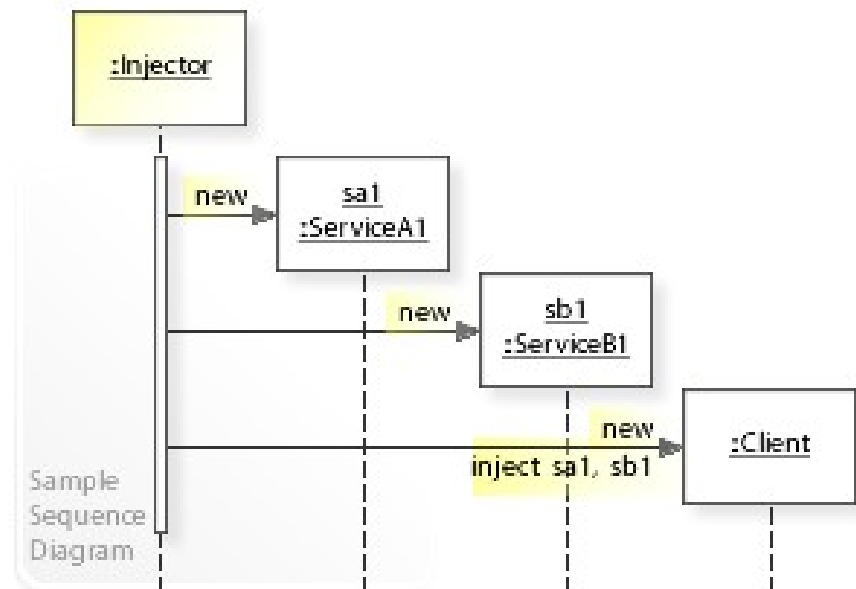 :Injector
new
sa1
:ServiceA1
new
sb1
:ServiceB1
new
inject sa1, sb1
:Client
Sample
Sequence
Diagram